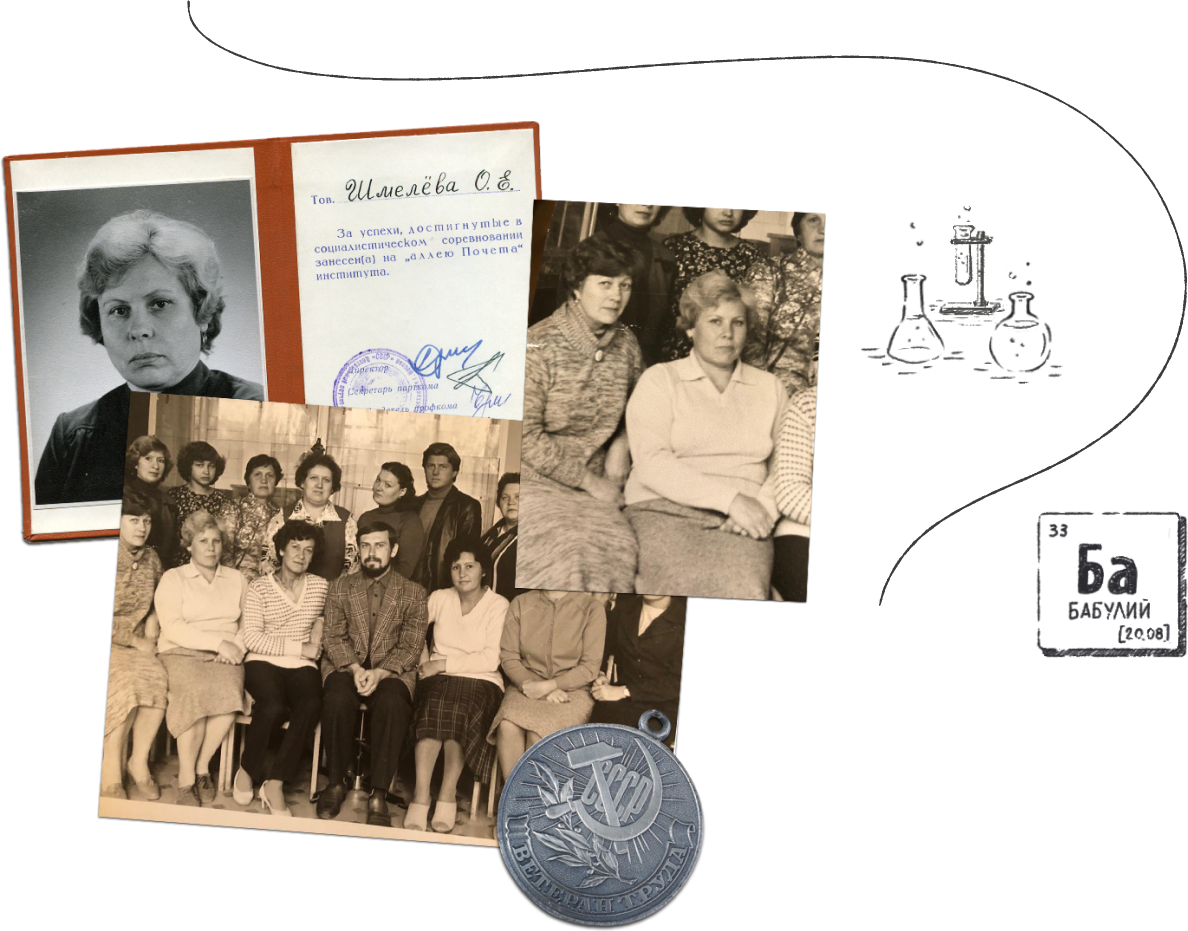 Тов. Шмелёва О. Е.
За успехи, достигнутые в
социалистическом соревновании
занесен(а) на „аллею Почета“
института.
Директор
Секретарь парткома
профкома
СССР
ВЕТЕРАН ТРУДА
33
Ба
БАБУЛИЙ
[20.08]